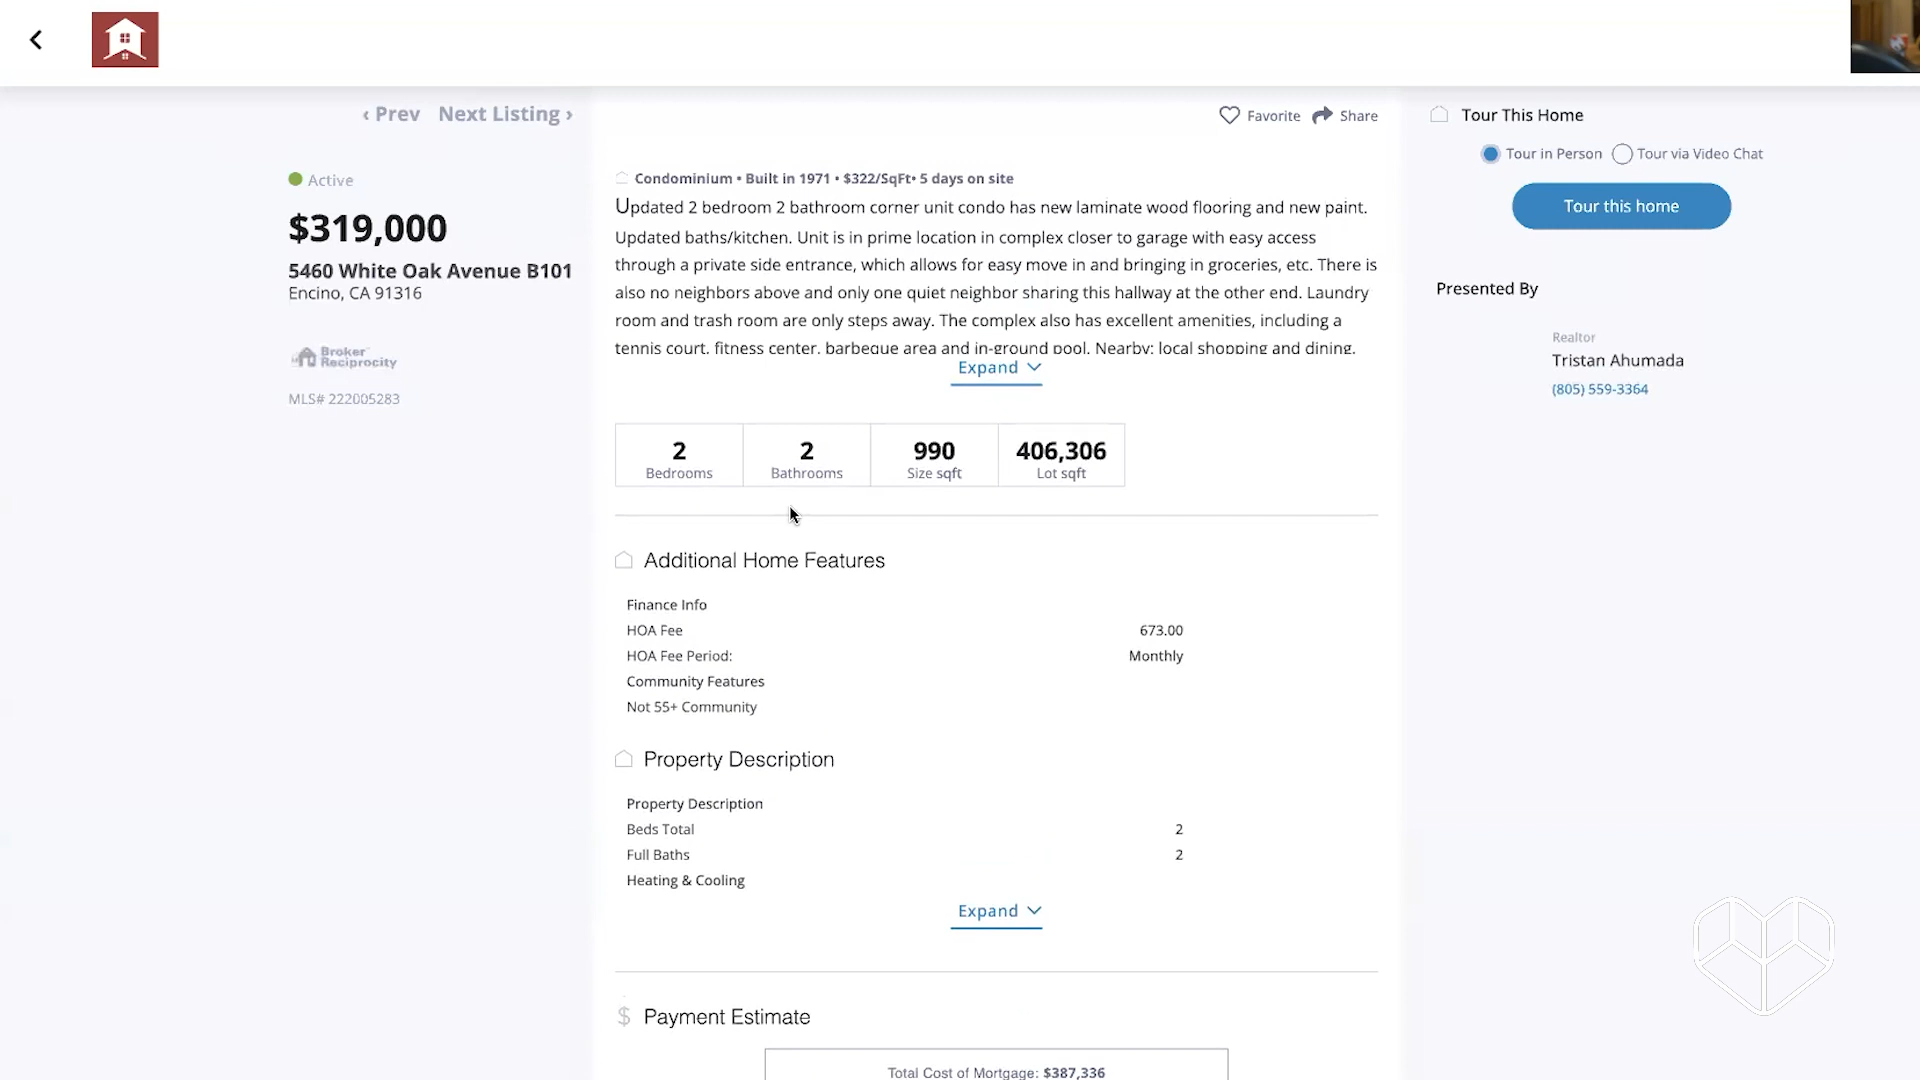 ‹ Prev Next Listing ›
Active
$319,000
5460 White Oak Avenue B101
Encino, CA 91316
Broker™
Reciprocity
MLS# 222005283
Favorite Share
Condominium • Built in 1971 • $322/SqFt• 5 days on site
Updated 2 bedroom 2 bathroom corner unit condo has new laminate wood flooring and new paint.
Updated baths/kitchen. Unit is in prime location in complex closer to garage with easy access
through a private side entrance, which allows for easy move in and bringing in groceries, etc. There is
also no neighbors above and only one quiet neighbor sharing this hallway at the other end. Laundry
room and trash room are only steps away. The complex also has excellent amenities, including a
tennis court, fitness center, barbeque area and in-ground pool. Nearby: local shopping and dining.
Expand
2 2 990 406,306
Bedrooms Bathrooms Size sqft Lot sqft
Additional Home Features
Finance Info
HOA Fee 673.00
HOA Fee Period: Monthly
Community Features
Not 55+ Community
Property Description
Property Description
Beds Total 2
Full Baths 2
Heating & Cooling
Expand
$ Payment Estimate
Total Cost of Mortgage: $387,336
Tour This Home
Tour in Person Tour via Video Chat
Tour this home
Presented By
Realtor
Tristan Ahumada
(805) 559-3364